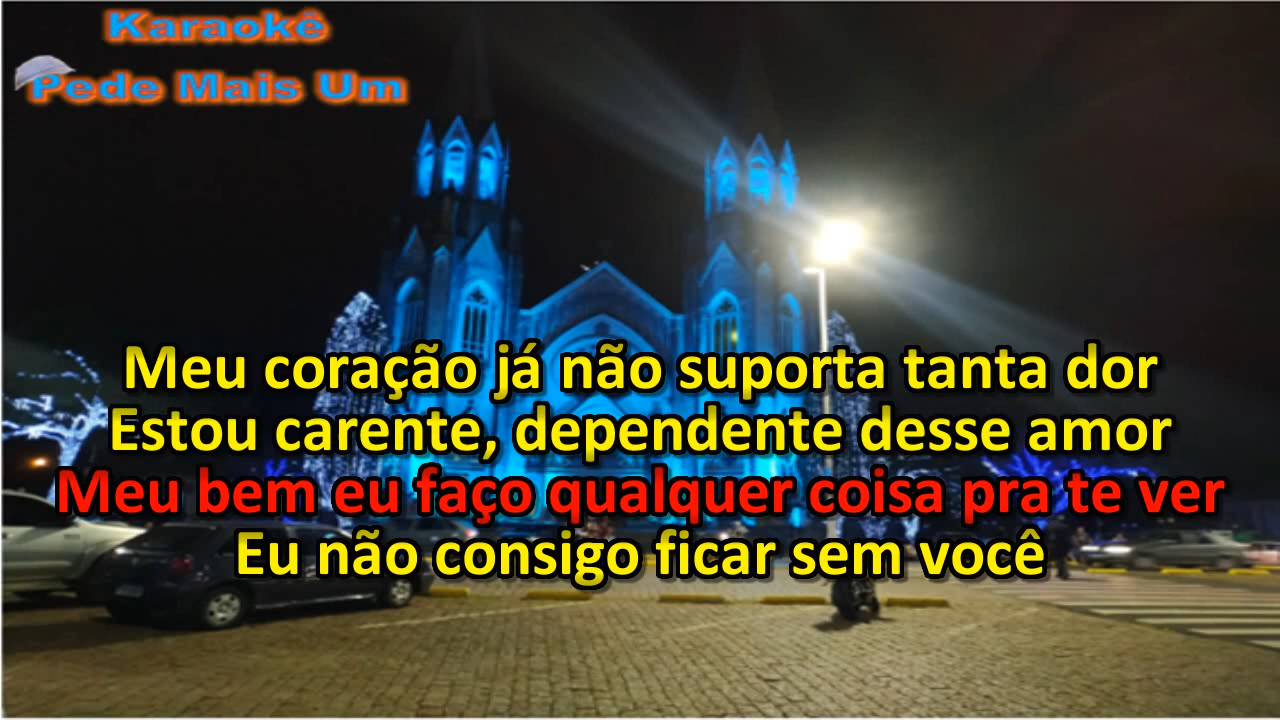 Karaokê
Pede Mais Um
Meu coração já não suporta tanta dor
Estou carente, dependente desse amor
Meu bem eu faço qualquer coisa pra te ver
Eu não consigo ficar sem você